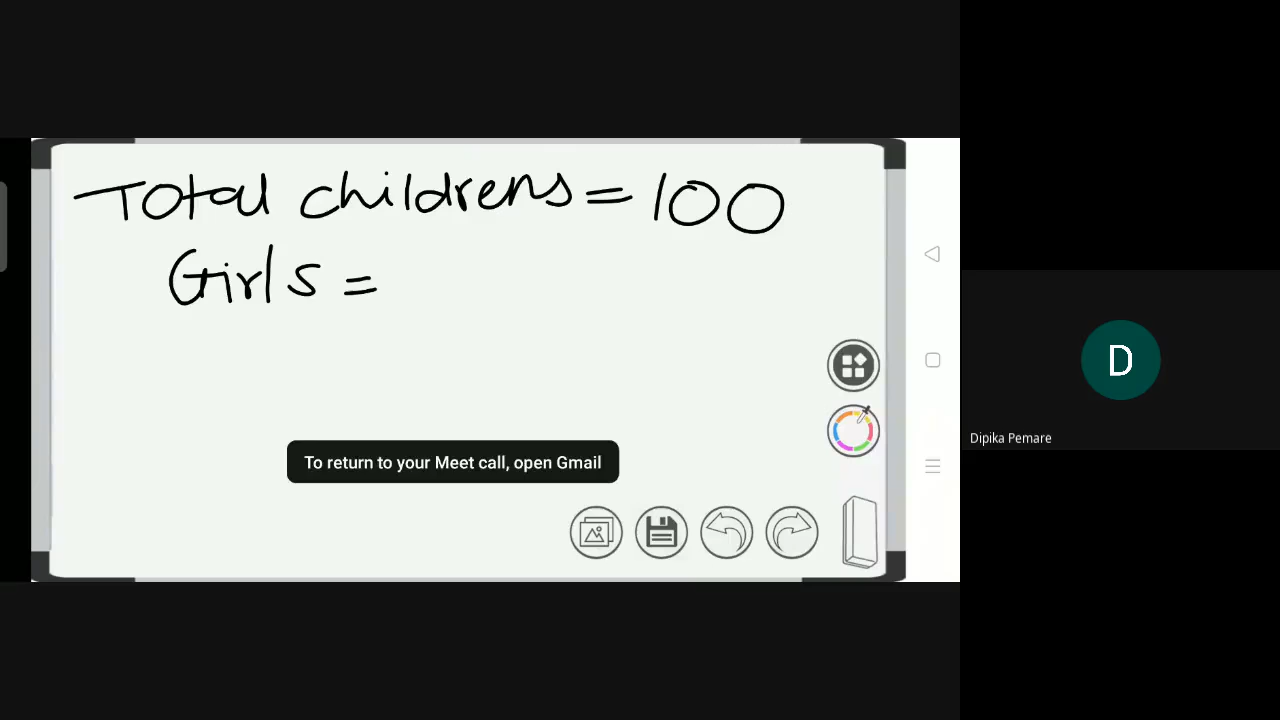 Total childrens = 100
Girls =
To return to your Meet call, open Gmail
D
Dipika Pemare